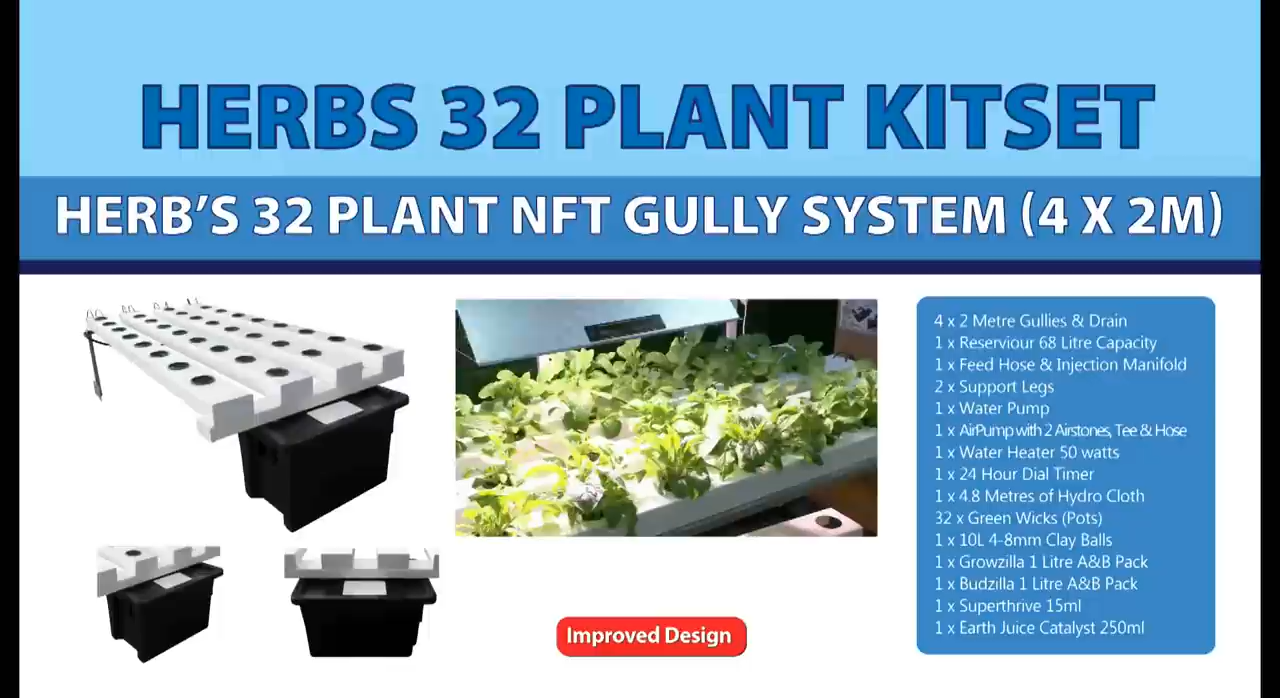 HERBS 32 PLANT KITSET
HERB'S 32 PLANT NFT GULLY SYSTEM (4 X 2M)
4 x 2 Metre Gullies & Drain
1 x Reserviour 68 Litre Capacity
1 x Feed Hose & Injection Manifold
2 x Support Legs
1 x Water Pump
1 x AirPump with 2 Airstones, Tee & Hose
1 x Water Heater 50 watts
1 x 24 Hour Dial Timer
1 x 4.8 Metres of Hydro Cloth
32 x Green Wicks (Pots)
1 x 10L 4-8mm Clay Balls
1 x Growzilla 1 Litre A&B Pack
1 x Budzilla 1 Litre A&B Pack
1 x Superthrive 15ml
1 x Earth Juice Catalyst 250ml
Improved Design